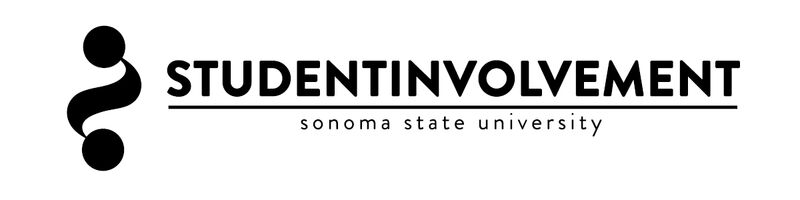 STUDENTINVOLVEMENT
sonoma state university